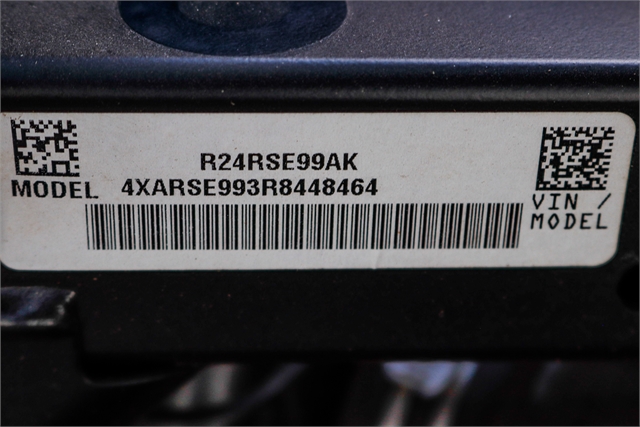 R24RSE99AK
MODEL 4XARSE993R8448464
VIN /
MODEL